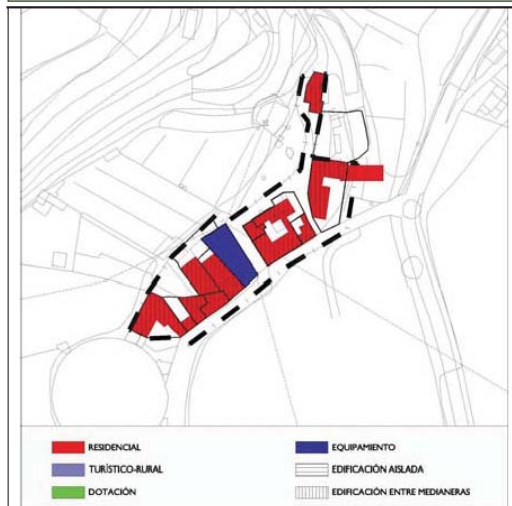 RESIDENCIAL
EQUIPAMIENTO
TURÍSTICO-RURAL
EDIFICACIÓN AISLADA
DOTACIÓN
EDIFICACIÓN ENTRE MEDIANERAS